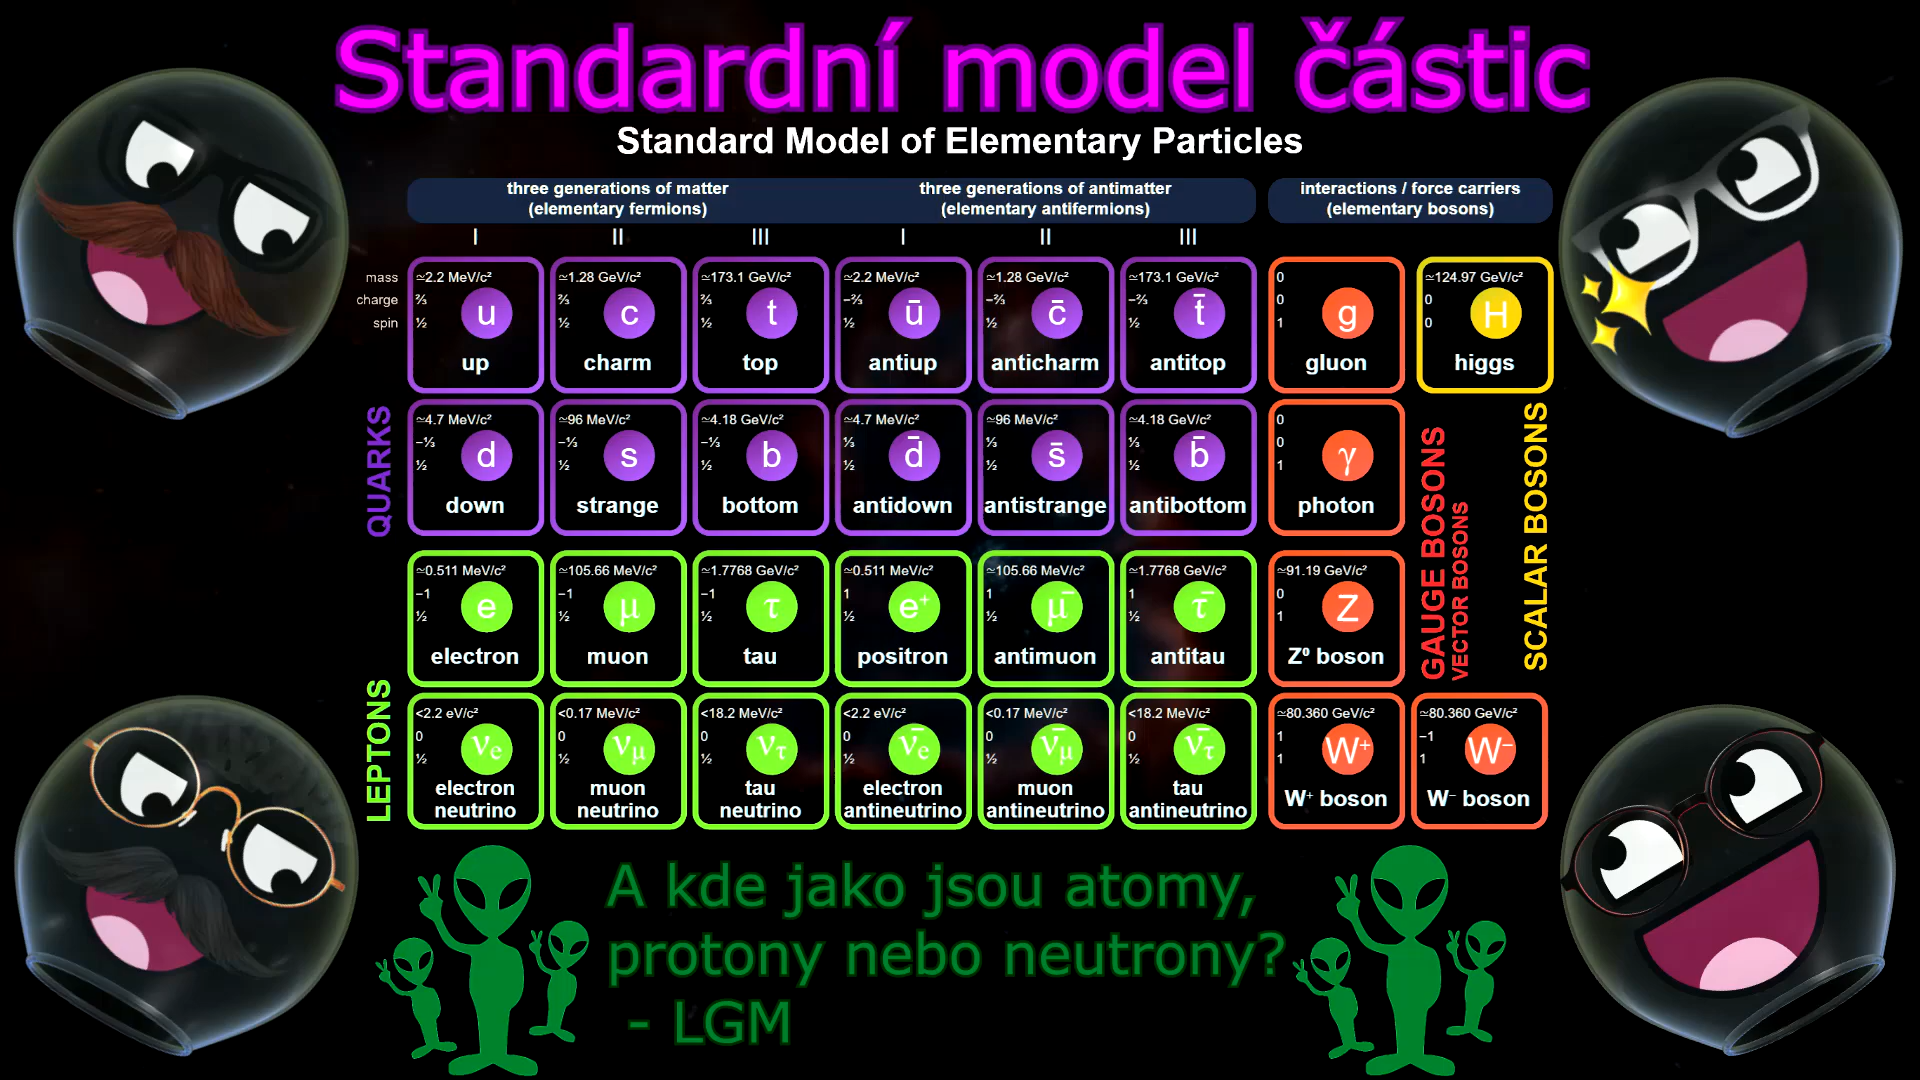 Standardní model částic
Standard Model of Elementary Particles
three generations of matter
(elementary fermions)
three generations of antimatter
(elementary antifermions)
interactions / force carriers
(elementary bosons)
I II III I II III
mass
charge
spin
≃2.2 MeV/c²
⅔
½
u
up
≃1.28 GeV/c²
⅔
½
c
charm
≃173.1 GeV/c²
⅔
½
t
top
≃2.2 MeV/c²
−⅔
½
ū
antiup
≃1.28 GeV/c²
−⅔
½
c̄
anticharm
≃173.1 GeV/c²
−⅔
½
t̄
antitop
0
0
1
g
gluon
≃124.97 GeV/c²
0
0
H
higgs
QUARKS
≃4.7 MeV/c²
−⅓
½
d
down
≃96 MeV/c²
−⅓
½
s
strange
≃4.18 GeV/c²
−⅓
½
b
bottom
≃4.7 MeV/c²
⅓
½
d̄
antidown
≃96 MeV/c²
⅓
½
s̄
antistrange
≃4.18 GeV/c²
⅓
½
b̄
antibottom
0
0
1
γ
photon
GAUGE BOSONS
VECTOR BOSONS
SCALAR BOSONS
LEPTONS
≃0.511 MeV/c²
−1
½
e
electron
≃105.66 MeV/c²
−1
½
μ
muon
≃1.7768 GeV/c²
−1
½
τ
tau
≃0.511 MeV/c²
1
½
e⁺
positron
≃105.66 MeV/c²
1
½
μ̄
antimuon
≃1.7768 GeV/c²
1
½
τ̄
antitau
≃91.19 GeV/c²
0
1
Z
Z⁰ boson
<2.2 eV/c²
0
½
νe
electron
neutrino
<0.17 MeV/c²
0
½
νμ
muon
neutrino
<18.2 MeV/c²
0
½
ντ
tau
neutrino
<2.2 eV/c²
0
½
ν̄e
electron
antineutrino
<0.17 MeV/c²
0
½
ν̄μ
muon
antineutrino
<18.2 MeV/c²
0
½
ν̄τ
tau
antineutrino
≃80.360 GeV/c²
1
1
W⁺
W⁺ boson
≃80.360 GeV/c²
−1
1
W⁻
W⁻ boson
A kde jako jsou atomy,
protony nebo neutrony?
- LGM